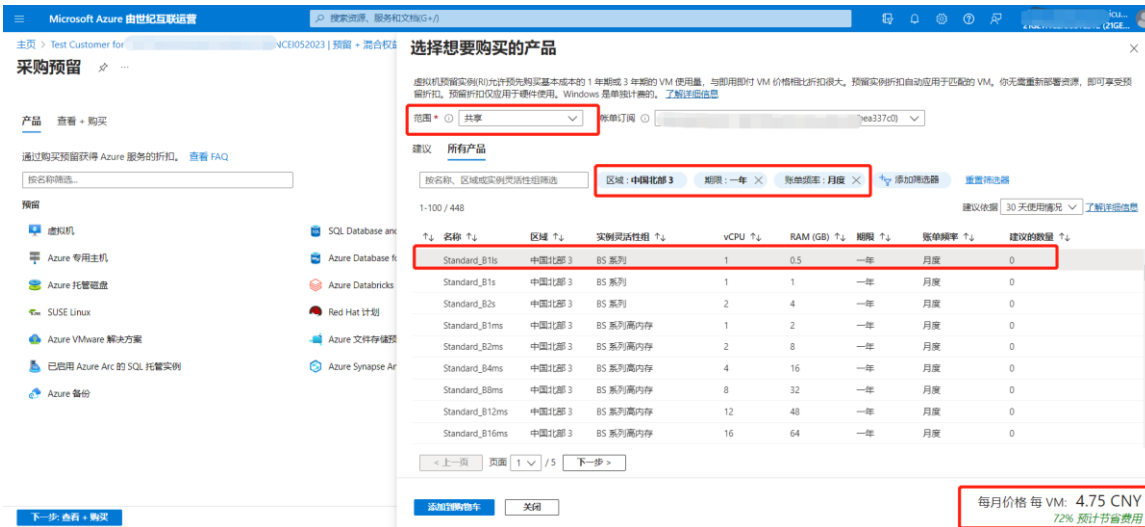 Microsoft Azure 由世纪互联运营
搜索资源、服务和文档(G+/)
主页 > Test Customer for NCEI052023 | 预留 + 混合权益
采购预留
产品 查看 + 购买
通过购买预留获得 Azure 服务的折扣。 查看 FAQ
按名称筛选...
预留
虚拟机
SQL Database and
Azure 专用主机
Azure Database fo
Azure 托管磁盘
Azure Databricks
SUSE Linux
Red Hat 计划
Azure VMware 解决方案
Azure 文件存储预
已启用 Azure Arc 的 SQL 托管实例
Azure Synapse An
Azure 备份
下一步: 查看 + 购买
选择想要购买的产品
虚拟机预留实例(RI)允许预先购买基本成本的 1 年期或 3 年期的 VM 使用量，与即用即付 VM 价格相比折扣很大。预留实例折扣自动应用于匹配的 VM。你无需重新部署资源，即可享受预
留折扣。预留折扣仅应用于硬件使用。Windows 是单独计费的。 了解详细信息
范围 * 共享 帐单订阅 bea337c0)
建议 所有产品
按名称、区域或实例灵活性组筛选 区域 : 中国北部 3 期限 : 一年 账单频率 : 月度 添加筛选器 重置筛选器
1-100 / 448 建议依据 30 天使用情况 了解详细信息
名称 区域 实例灵活性组 vCPU RAM (GB) 期限 账单频率 建议的数量
Standard_B1ls 中国北部 3 BS 系列 1 0.5 一年 月度 0
Standard_B1s 中国北部 3 BS 系列 1 1 一年 月度 0
Standard_B2s 中国北部 3 BS 系列 2 4 一年 月度 0
Standard_B1ms 中国北部 3 BS 系列高内存 1 2 一年 月度 0
Standard_B2ms 中国北部 3 BS 系列高内存 2 8 一年 月度 0
Standard_B4ms 中国北部 3 BS 系列高内存 4 16 一年 月度 0
Standard_B8ms 中国北部 3 BS 系列高内存 8 32 一年 月度 0
Standard_B12ms 中国北部 3 BS 系列高内存 12 48 一年 月度 0
Standard_B16ms 中国北部 3 BS 系列高内存 16 64 一年 月度 0
< 上一页 页面 1 / 5 下一步 >
添加到购物车 关闭
每月价格 每 VM: 4.75 CNY
72% 预计节省费用